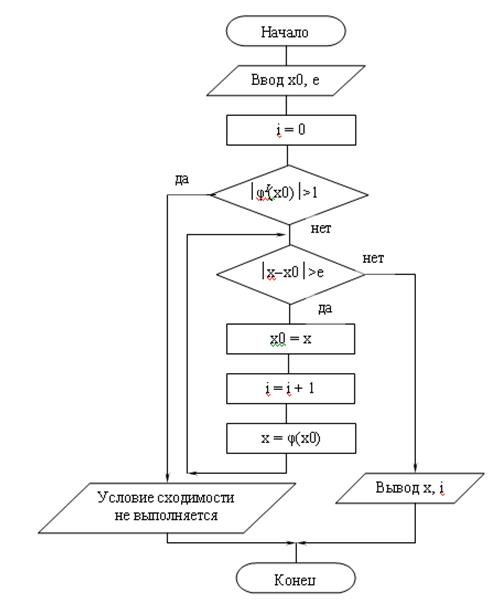 Начало
Ввод x0, e
i = 0
да
|φ'(x0)|>1
нет
|x–x0|>e
нет
да
x0 = x
i = i + 1
x = φ(x0)
Условие сходимости
не выполняется
Вывод x, i
Конец